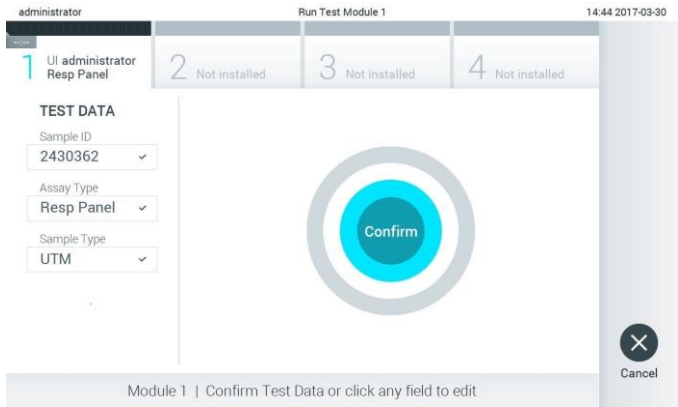 administrator
Run Test Module 1
14:44 2017-03-30
--:--
1 UI administrator
Resp Panel
2 Not installed
3 Not installed
4 Not installed
TEST DATA
Sample ID
2430362
Assay Type
Resp Panel
Sample Type
UTM
Confirm
Cancel
Module 1 | Confirm Test Data or click any field to edit